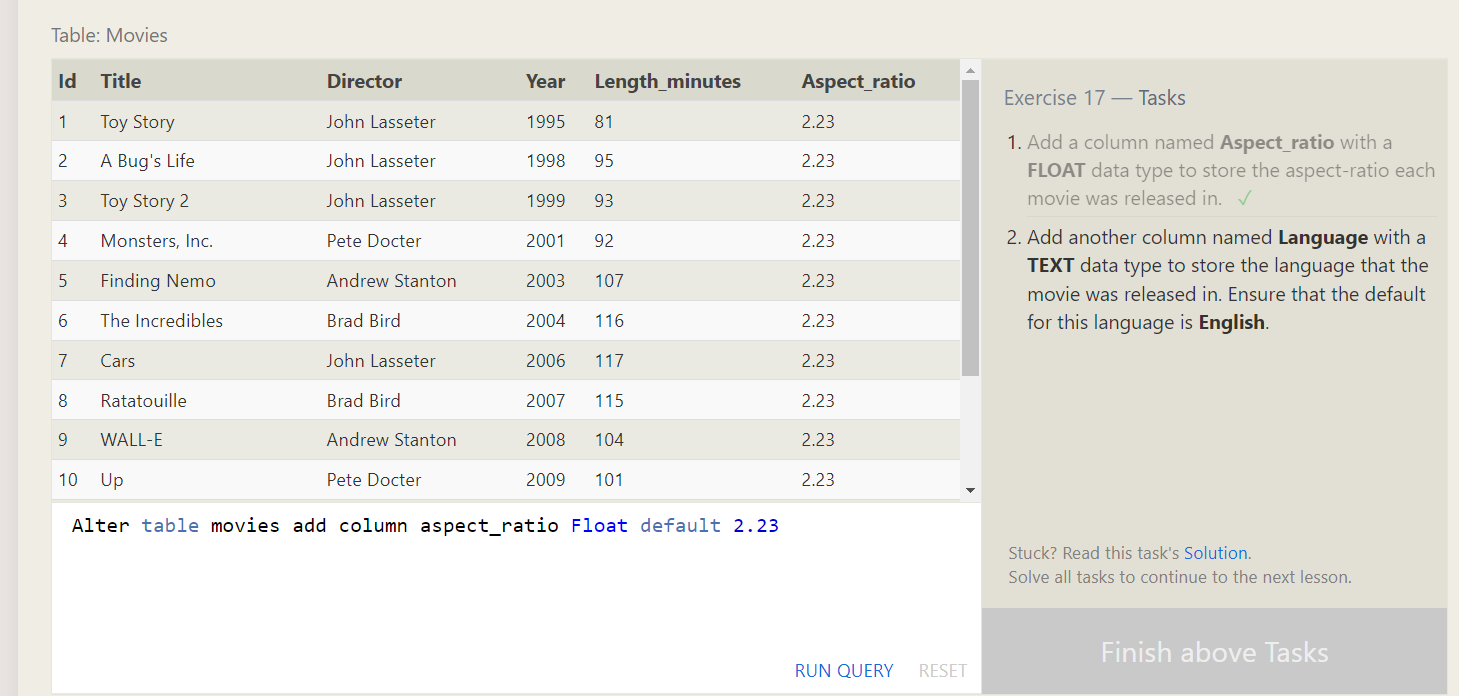 Table: Movies
Id Title Director Year Length_minutes Aspect_ratio
1 Toy Story John Lasseter 1995 81 2.23
2 A Bug's Life John Lasseter 1998 95 2.23
3 Toy Story 2 John Lasseter 1999 93 2.23
4 Monsters, Inc. Pete Docter 2001 92 2.23
5 Finding Nemo Andrew Stanton 2003 107 2.23
6 The Incredibles Brad Bird 2004 116 2.23
7 Cars John Lasseter 2006 117 2.23
8 Ratatouille Brad Bird 2007 115 2.23
9 WALL-E Andrew Stanton 2008 104 2.23
10 Up Pete Docter 2009 101 2.23
Alter table movies add column aspect_ratio Float default 2.23
RUN QUERY RESET
Exercise 17 — Tasks
1. Add a column named Aspect_ratio with a
FLOAT data type to store the aspect-ratio each
movie was released in. ✓
2. Add another column named Language with a
TEXT data type to store the language that the
movie was released in. Ensure that the default
for this language is English.
Stuck? Read this task's Solution.
Solve all tasks to continue to the next lesson.
Finish above Tasks